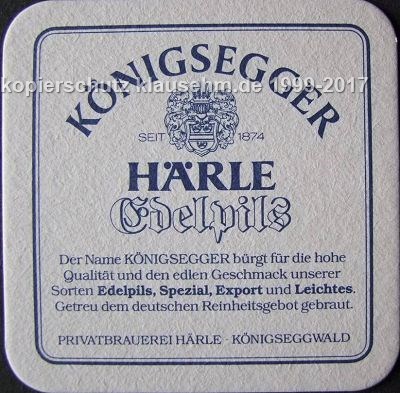 kopierschutz klausehm.de 1999-2017
KÖNIGSEGGER
SEIT 1874
HÄRLE
Edelpils
Der Name KÖNIGSEGGER bürgt für die hohe
Qualität und den edlen Geschmack unserer
Sorten Edelpils, Spezial, Export und Leichtes.
Getreu dem deutschen Reinheitsgebot gebraut.
PRIVATBRAUEREI HÄRLE · KÖNIGSEGGWALD